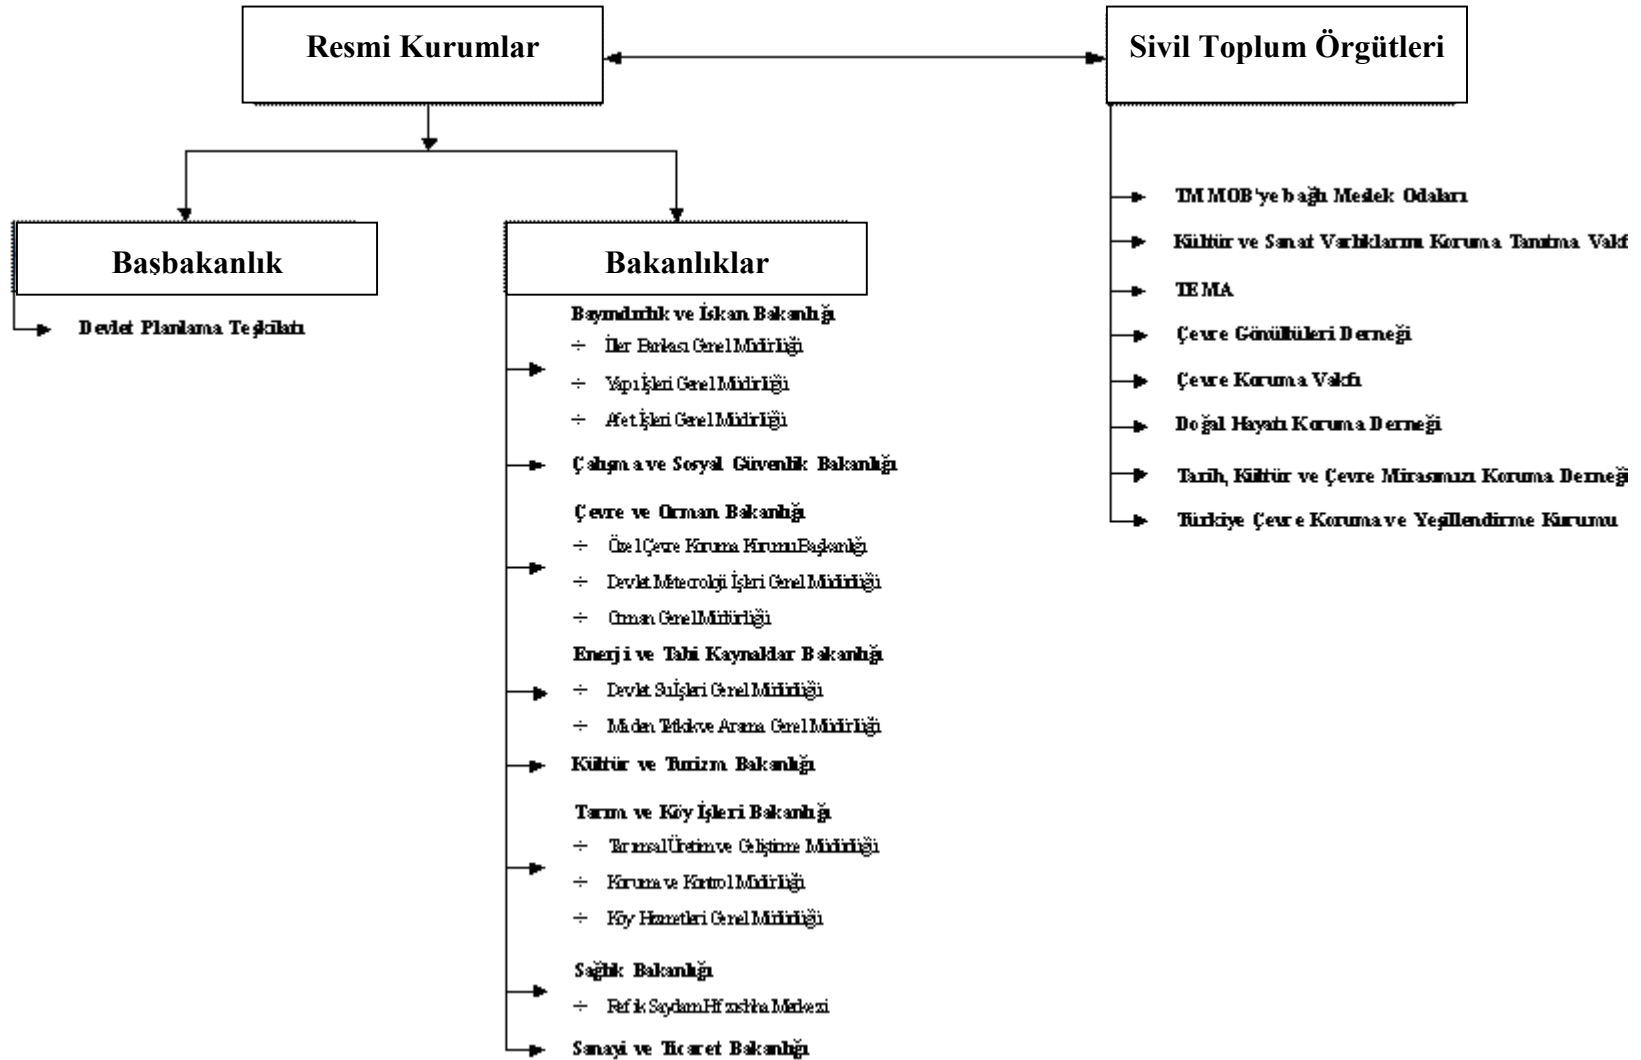 Resmi Kurumlar
Sivil Toplum Örgütleri
Başbakanlık
Devlet Planlama Teşkilatı
Bakanlıklar
Bayındırlık ve İskan Bakanlığı
÷ İller Bankası Genel Müdürlüğü
÷ Yapı İşleri Genel Müdürlüğü
÷ Afet İşleri Genel Müdürlüğü
Çalışma ve Sosyal Güvenlik Bakanlığı
Çevre ve Orman Bakanlığı
÷ Özel Çevre Koruma Kurumu Başkanlığı
÷ Devlet Meteoroloji İşleri Genel Müdürlüğü
÷ Orman Genel Müdürlüğü
Enerji ve Tabi Kaynaklar Bakanlığı
÷ Devlet Su İşleri Genel Müdürlüğü
÷ Maden Tetkik ve Arama Genel Müdürlüğü
Kültür ve Turizm Bakanlığı
Tarım ve Köy İşleri Bakanlığı
÷ Tarımsal Üretim ve Geliştirme Müdürlüğü
÷ Koruma ve Kontrol Müdürlüğü
÷ Köy Hizmetleri Genel Müdürlüğü
Sağlık Bakanlığı
÷ Refik Saydam Hıfzıshha Merkezi
Sanayi ve Ticaret Bakanlığı
TMMOB'ye bağlı Meslek Odaları
Kültür ve Sanat Varlıklarını Koruma Tanıtma Vakf
TEMA
Çevre Gönüllüleri Derneği
Çevre Koruma Vakfı
Doğal Hayatı Koruma Derneği
Tarih, Kültür ve Çevre Mirasımızı Koruma Derneği
Türkiye Çevre Koruma ve Yeşillendirme Kurumu